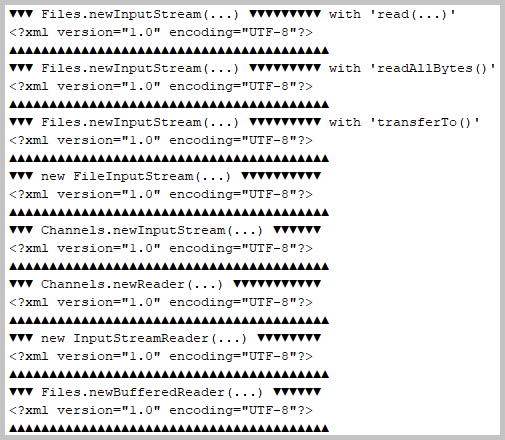 ▼▼▼ Files.newInputStream(...) ▼▼▼▼▼▼▼▼▼ with 'read(...)'
<?xml version="1.0" encoding="UTF-8"?>
▲▲▲▲▲▲▲▲▲▲▲▲▲▲▲▲▲▲▲▲▲▲▲▲▲▲▲▲▲▲▲▲▲▲▲▲▲▲▲▲
▼▼▼ Files.newInputStream(...) ▼▼▼▼▼▼▼▼▼ with 'readAllBytes()'
<?xml version="1.0" encoding="UTF-8"?>
▲▲▲▲▲▲▲▲▲▲▲▲▲▲▲▲▲▲▲▲▲▲▲▲▲▲▲▲▲▲▲▲▲▲▲▲▲▲▲▲
▼▼▼ Files.newInputStream(...) ▼▼▼▼▼▼▼▼▼ with 'transferTo()'
<?xml version="1.0" encoding="UTF-8"?>
▲▲▲▲▲▲▲▲▲▲▲▲▲▲▲▲▲▲▲▲▲▲▲▲▲▲▲▲▲▲▲▲▲▲▲▲▲▲▲▲
▼▼▼ new FileInputStream(...) ▼▼▼▼▼▼▼▼▼▼
<?xml version="1.0" encoding="UTF-8"?>
▲▲▲▲▲▲▲▲▲▲▲▲▲▲▲▲▲▲▲▲▲▲▲▲▲▲▲▲▲▲▲▲▲▲▲▲▲▲▲▲
▼▼▼ Channels.newInputStream(...) ▼▼▼▼▼▼
<?xml version="1.0" encoding="UTF-8"?>
▲▲▲▲▲▲▲▲▲▲▲▲▲▲▲▲▲▲▲▲▲▲▲▲▲▲▲▲▲▲▲▲▲▲▲▲▲▲▲▲
▼▼▼ Channels.newReader(...) ▼▼▼▼▼▼▼▼▼▼▼
<?xml version="1.0" encoding="UTF-8"?>
▲▲▲▲▲▲▲▲▲▲▲▲▲▲▲▲▲▲▲▲▲▲▲▲▲▲▲▲▲▲▲▲▲▲▲▲▲▲▲▲
▼▼▼ new InputStreamReader(...) ▼▼▼▼▼▼▼▼
<?xml version="1.0" encoding="UTF-8"?>
▲▲▲▲▲▲▲▲▲▲▲▲▲▲▲▲▲▲▲▲▲▲▲▲▲▲▲▲▲▲▲▲▲▲▲▲▲▲▲▲
▼▼▼ Files.newBufferedReader(...) ▼▼▼▼▼▼
<?xml version="1.0" encoding="UTF-8"?>
▲▲▲▲▲▲▲▲▲▲▲▲▲▲▲▲▲▲▲▲▲▲▲▲▲▲▲▲▲▲▲▲▲▲▲▲▲▲▲▲